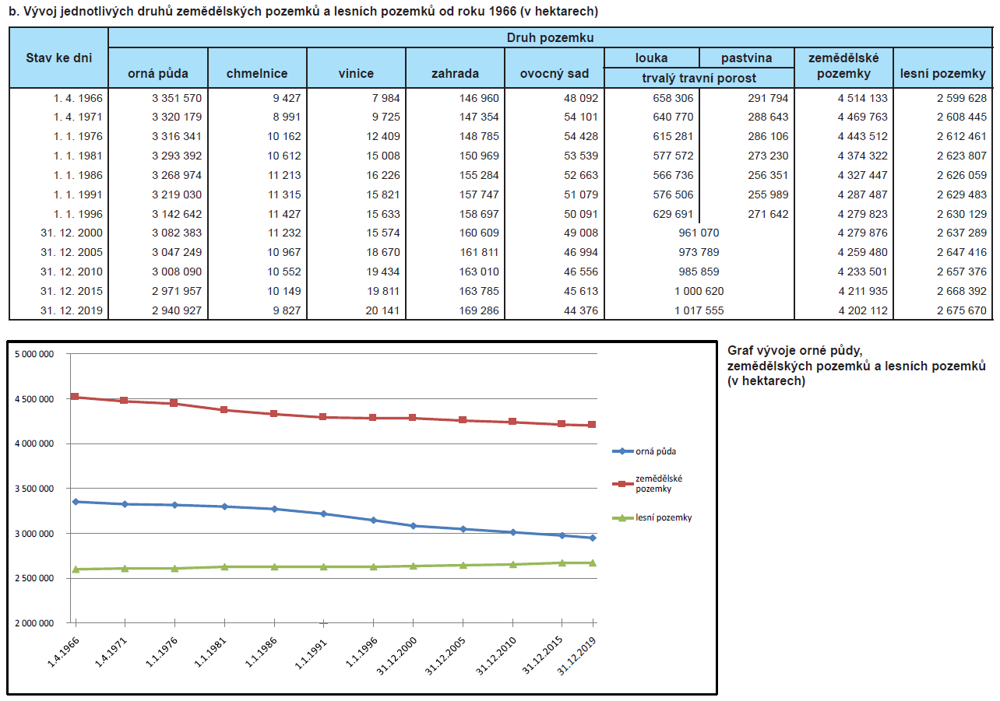 b. Vývoj jednotlivých druhů zemědělských pozemků a lesních pozemků od roku 1966 (v hektarech)
Stav ke dni
Druh pozemku
orná půda chmelnice vinice zahrada ovocný sad louka pastvina zemědělské pozemky lesní pozemky
trvalý travní porost
1. 4. 1966 3 351 570 9 427 7 984 146 960 48 092 658 306 291 794 4 514 133 2 599 628
1. 4. 1971 3 320 179 8 991 9 725 147 354 54 101 640 770 288 643 4 469 763 2 608 445
1. 1. 1976 3 316 341 10 162 12 409 148 785 54 428 615 281 286 106 4 443 512 2 612 461
1. 1. 1981 3 293 392 10 612 15 008 150 969 53 539 577 572 273 230 4 374 322 2 623 807
1. 1. 1986 3 268 974 11 213 16 226 155 284 52 663 566 736 256 351 4 327 447 2 626 059
1. 1. 1991 3 219 030 11 315 15 821 157 747 51 079 576 506 255 989 4 287 487 2 629 483
1. 1. 1996 3 142 642 11 427 15 633 158 697 50 091 629 691 271 642 4 279 823 2 630 129
31. 12. 2000 3 082 383 11 232 15 574 160 609 49 008 961 070 4 279 876 2 637 289
31. 12. 2005 3 047 249 10 967 18 670 161 811 46 994 973 789 4 259 480 2 647 416
31. 12. 2010 3 008 090 10 552 19 434 163 010 46 556 985 859 4 233 501 2 657 376
31. 12. 2015 2 971 957 10 149 19 811 163 785 45 613 1 000 620 4 211 935 2 668 392
31. 12. 2019 2 940 927 9 827 20 141 169 286 44 376 1 017 555 4 202 112 2 675 670
Graf vývoje orné půdy,
zemědělských pozemků a lesních pozemků
(v hektarech)
5 000 000
4 500 000
4 000 000
3 500 000
3 000 000
2 500 000
2 000 000
orná půda
zemědělské
pozemky
lesní pozemky
1.4.1966 1.4.1971 1.1.1976 1.1.1981 1.1.1986 1.1.1991 1.1.1996 31.12.2000 31.12.2005 31.12.2010 31.12.2015 31.12.2019